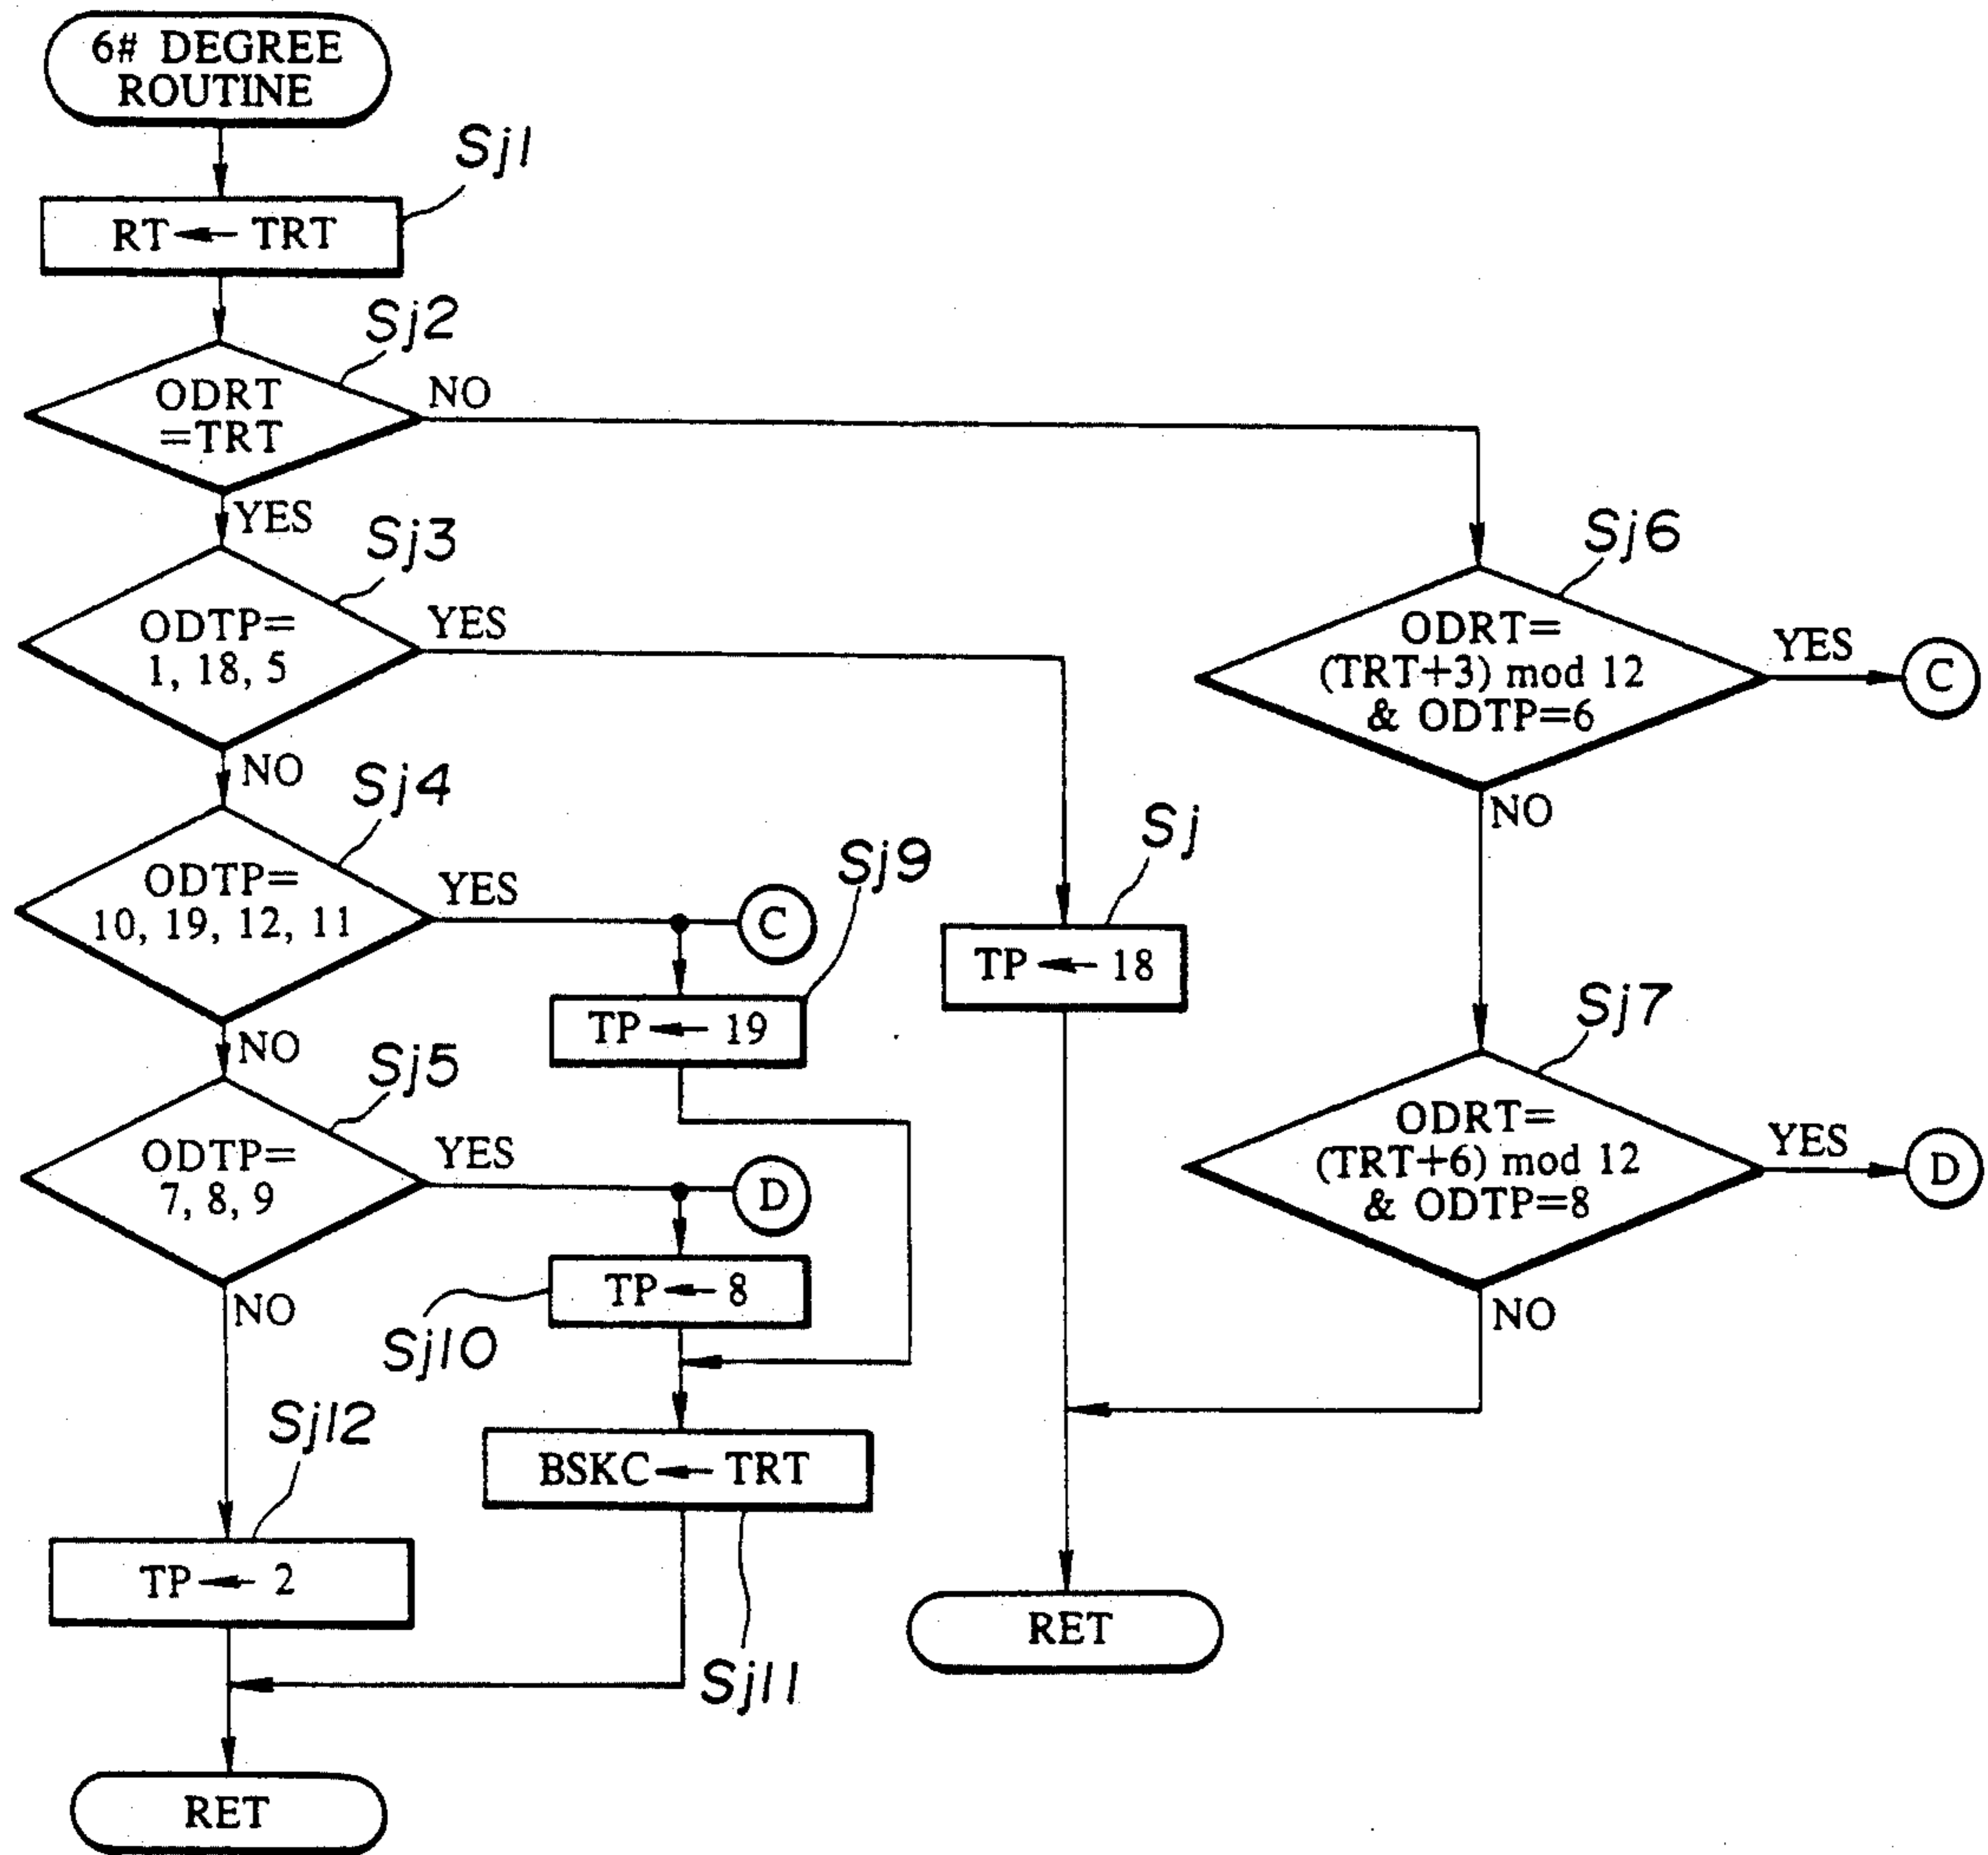 6# DEGREE
ROUTINE
Sj1
RT ← TRT
Sj2
ODRT
=TRT
NO
YES
Sj3
ODTP=
1, 18, 5
YES
NO
Sj6
ODRT=
(TRT+3) mod 12
& ODTP=6
YES
C
NO
Sj4
ODTP=
10, 19, 12, 11
YES
C
NO
Sj9
TP ← 19
Sj
TP ← 18
Sj7
ODRT=
(TRT+6) mod 12
& ODTP=8
YES
D
NO
Sj5
ODTP=
7, 8, 9
YES
D
NO
Sj10
TP ← 8
Sj11
BSKC ← TRT
Sj12
TP ← 2
RET
RET